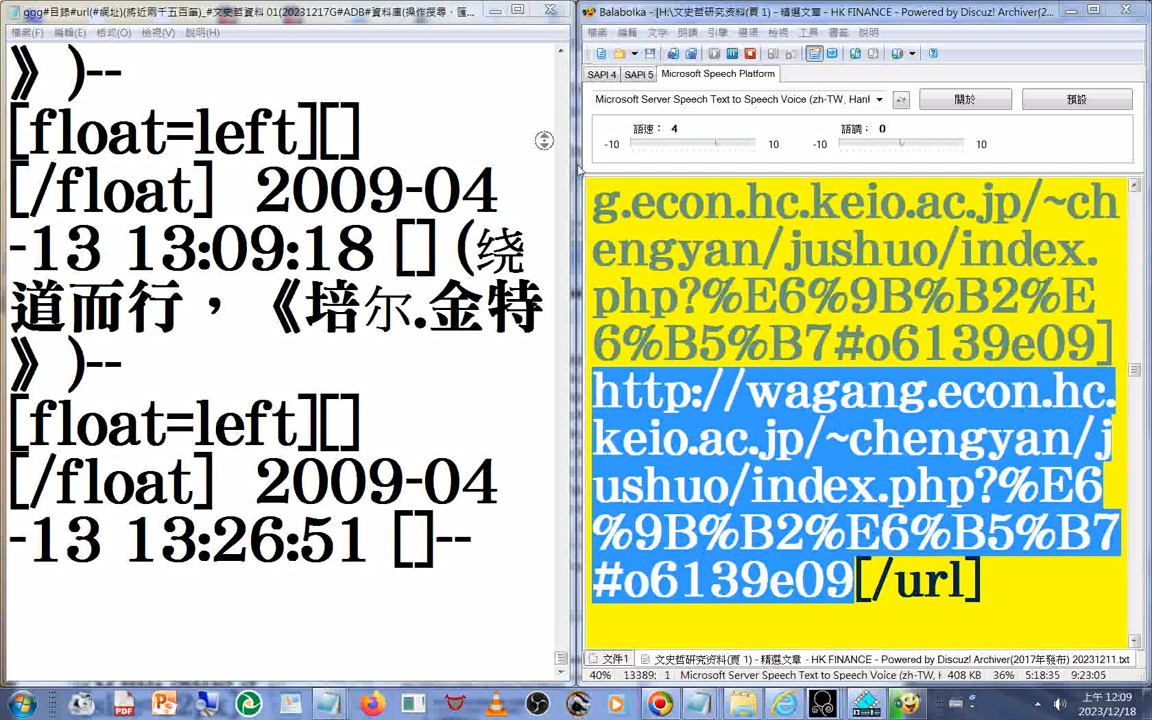 ggg#目錄#url(#網址)(將近兩千五百筆)_#文史哲資料 01(20231217G#ADB#資料庫(操作搜尋、匯...
檔案(F) 編輯(E) 格式(O) 檢視(V) 說明(H)
》 )--
[float=left][]
[/float] 2009-04
-13 13:09:18 [] (绕
道而行，《培尔.金特
》 )--
[float=left][]
[/float] 2009-04
-13 13:26:51 []--
Balabolka - [H:\文史哲研究资料(頁 1) - 精選文章 - HK FINANCE - Powered by Discuz! Archiver(2...
檔案 編輯 文字 朗讀 引擎 選項 檢視 工具 書籤 說明
SAPI 4 SAPI 5 Microsoft Speech Platform
Microsoft Server Speech Text to Speech Voice (zh-TW, Hanl 關於 預設
語速： 4 語調： 0
-10 10 -10 10
g.econ.hc.keio.ac.jp/~ch
engyan/jushuo/index.
php?%E6%9B%B2%E
6%B5%B7#o6139e09]
http://wagang.econ.hc.
keio.ac.jp/~chengyan/j
ushuo/index.php?%E6
%9B%B2%E6%B5%B7
#o6139e09[/url]
文件1 文史哲研究资料(頁 1) - 精選文章 - HK FINANCE - Powered by Discuz! Archiver(2017年發布) 20231211.txt
40% 13389: 1 Microsoft Server Speech Text to Speech Voice (zh-TW, 408 KB 36% 5:18:35 9:23:05
上午 12:09
2023/12/18